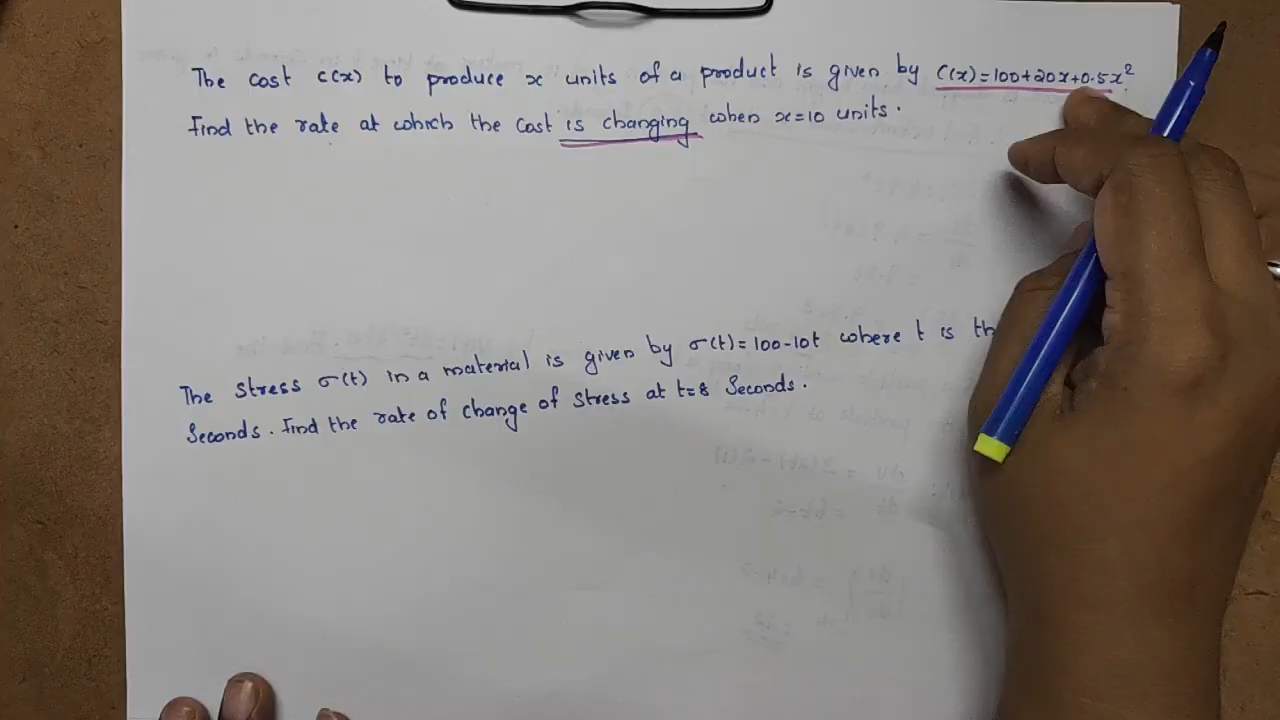 The cost C(x) to produce x units of a product is given by C(x)=100+20x+0.5x²
Find the rate at which the cost is changing when x=10 units.
The stress σ(t) in a material is given by σ(t)=100-10t where t is
Seconds. Find the rate of change of stress at t=8 Seconds.